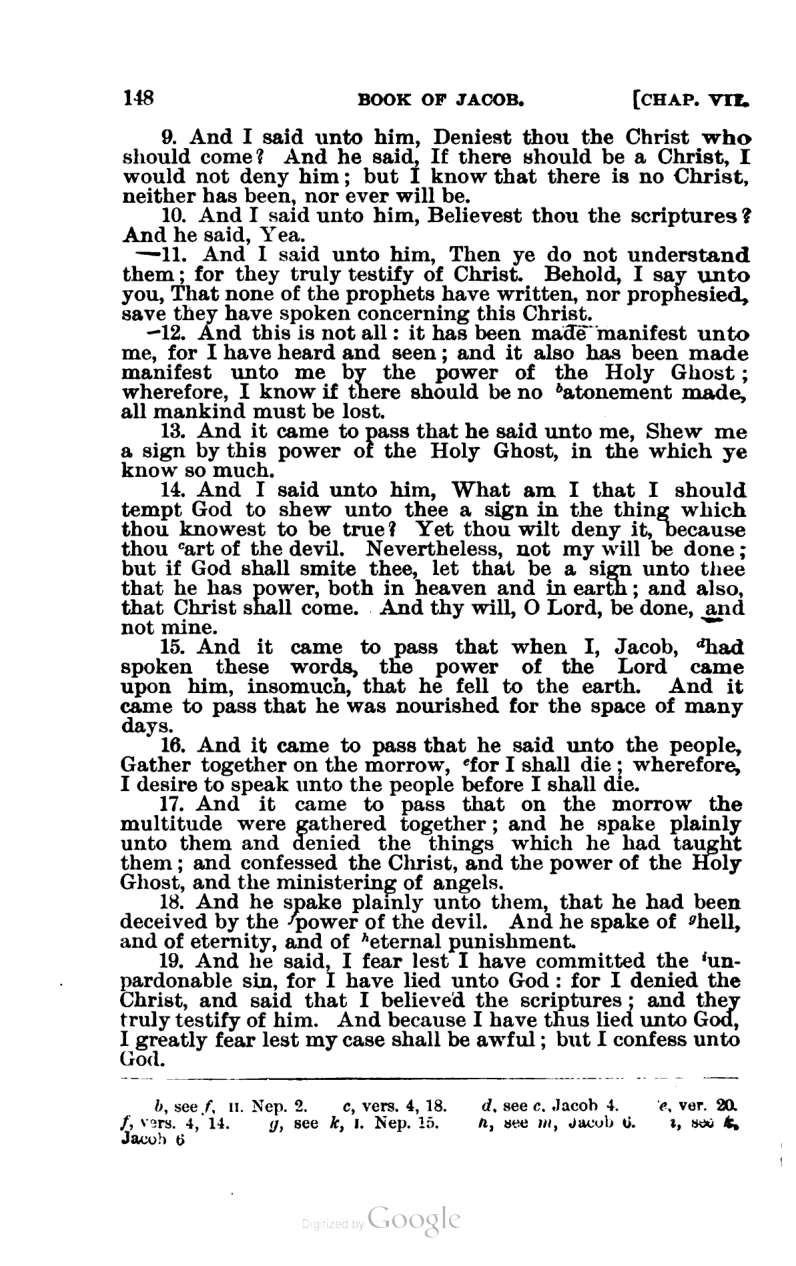 148 BOOK OF JACOB. [CHAP. VII.
9. And I said unto him, Deniest thou the Christ who
should come? And he said, If there should be a Christ, I
would not deny him; but I know that there is no Christ,
neither has been, nor ever will be.
10. And I said unto him, Believest thou the scriptures?
And he said, Yea.
—11. And I said unto him, Then ye do not understand
them; for they truly testify of Christ. Behold, I say unto
you, That none of the prophets have written, nor prophesied,
save they have spoken concerning this Christ.
—12. And this is not all: it has been made manifest unto
me, for I have heard and seen; and it also has been made
manifest unto me by the power of the Holy Ghost;
wherefore, I know if there should be no ᵇatonement made,
all mankind must be lost.
13. And it came to pass that he said unto me, Shew me
a sign by this power of the Holy Ghost, in the which ye
know so much.
14. And I said unto him, What am I that I should
tempt God to shew unto thee a sign in the thing which
thou knowest to be true? Yet thou wilt deny it, because
thou ᶜart of the devil. Nevertheless, not my will be done;
but if God shall smite thee, let that be a sign unto thee
that he has power, both in heaven and in earth; and also,
that Christ shall come. And thy will, O Lord, be done, and
not mine.
15. And it came to pass that when I, Jacob, ᵈhad
spoken these words, the power of the Lord came
upon him, insomuch, that he fell to the earth. And it
came to pass that he was nourished for the space of many
days.
16. And it came to pass that he said unto the people,
Gather together on the morrow, ᵉfor I shall die; wherefore,
I desire to speak unto the people before I shall die.
17. And it came to pass that on the morrow the
multitude were gathered together; and he spake plainly
unto them and denied the things which he had taught
them; and confessed the Christ, and the power of the Holy
Ghost, and the ministering of angels.
18. And he spake plainly unto them, that he had been
deceived by the ᶠpower of the devil. And he spake of ᵍhell,
and of eternity, and of ʰeternal punishment.
19. And he said, I fear lest I have committed the ⁱun-
pardonable sin, for I have lied unto God: for I denied the
Christ, and said that I believed the scriptures; and they
truly testify of him. And because I have thus lied unto God,
I greatly fear lest my case shall be awful; but I confess unto
God.
b, see f, II. Nep. 2. c, vers. 4, 18. d, see c, Jacob 4. e, ver. 20.
f, vers. 4, 14. g, see k, I. Nep. 15. h, see m, Jacob 6. i, see k,
Jacob 6
Digitized by Google